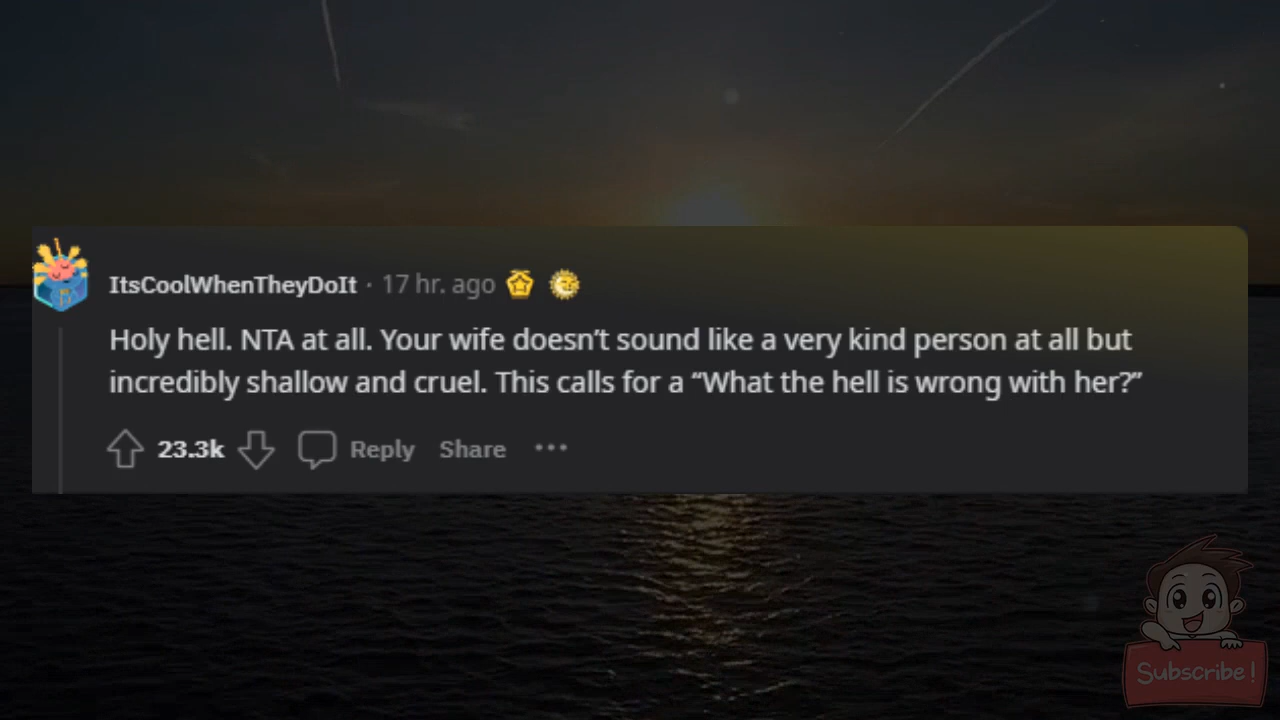 ItsCoolWhenTheyDoIt · 17 hr. ago
Holy hell. NTA at all. Your wife doesn’t sound like a very kind person at all but
incredibly shallow and cruel. This calls for a “What the hell is wrong with her?”
23.3k Reply Share ···
Subscribe!